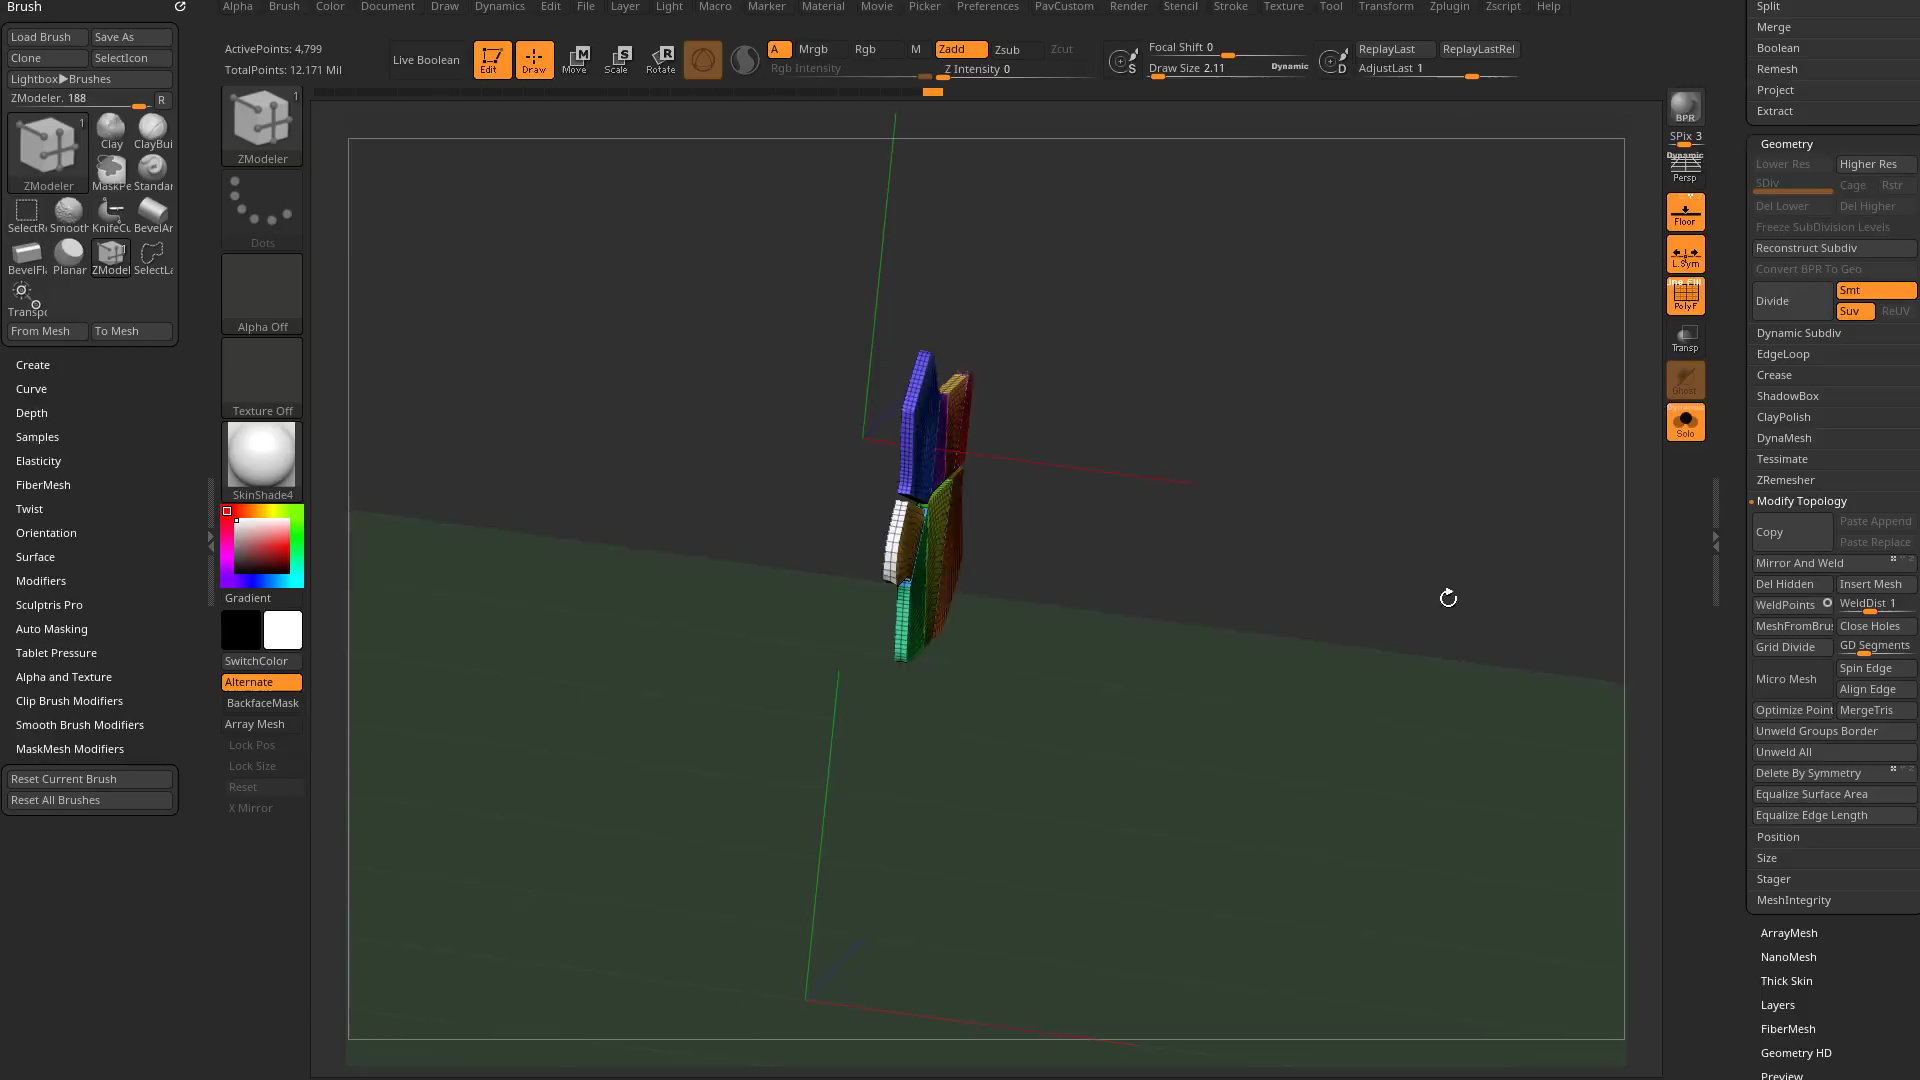 Brush
Alpha Brush Color Document Draw Dynamics Edit File Layer Light Macro Marker Material Movie Picker Preferences PavCustom Render Stencil Stroke Texture Tool Transform Zplugin Zscript Help
Load Brush Save As
Clone SelectIcon
Lightbox▶Brushes
ZModeler. 188 R
1
ZModeler
Clay ClayBui
MaskPe Standar
SelectRe Smooth KnifeCu BevelAr
BevelFl Planar ZModel SelectLa
Transpo
From Mesh To Mesh
Create
Curve
Depth
Samples
Elasticity
FiberMesh
Twist
Orientation
Surface
Modifiers
Sculptris Pro
Auto Masking
Tablet Pressure
Alpha and Texture
Clip Brush Modifiers
Smooth Brush Modifiers
MaskMesh Modifiers
Reset Current Brush
Reset All Brushes
ActivePoints: 4,799
TotalPoints: 12.171 Mil
Live Boolean
Edit Draw Move Scale Rotate
A Mrgb Rgb M Zadd Zsub Zcut
Rgb Intensity Z Intensity 0
S
Focal Shift 0
Draw Size 2.11 Dynamic
D
ReplayLast ReplayLastRel
AdjustLast 1
1
ZModeler
Dots
Alpha Off
Texture Off
SkinShade4
Gradient
SwitchColor
Alternate
BackfaceMask
Array Mesh
Lock Pos
Lock Size
Reset
X Mirror
BPR
SPix 3
Dynamic
Persp
Floor
L.Sym
Line Fill
PolyF
Transp
Ghost
Dynamic
Solo
Split
Merge
Boolean
Remesh
Project
Extract
Geometry
Lower Res Higher Res
SDiv Cage Rstr
Del Lower Del Higher
Freeze SubDivision Levels
Reconstruct Subdiv
Convert BPR To Geo
Divide Smt
Suv ReUV
Dynamic Subdiv
EdgeLoop
Crease
ShadowBox
ClayPolish
DynaMesh
Tessimate
ZRemesher
Modify Topology
Copy Paste Append
Paste Replace
Mirror And Weld
Del Hidden Insert Mesh
WeldPoints WeldDist 1
MeshFromBrus Close Holes
Grid Divide GD Segments
Micro Mesh Spin Edge
Align Edge
Optimize Point MergeTris
Unweld Groups Border
Unweld All
Delete By Symmetry
Equalize Surface Area
Equalize Edge Length
Position
Size
Stager
MeshIntegrity
ArrayMesh
NanoMesh
Thick Skin
Layers
FiberMesh
Geometry HD
Preview